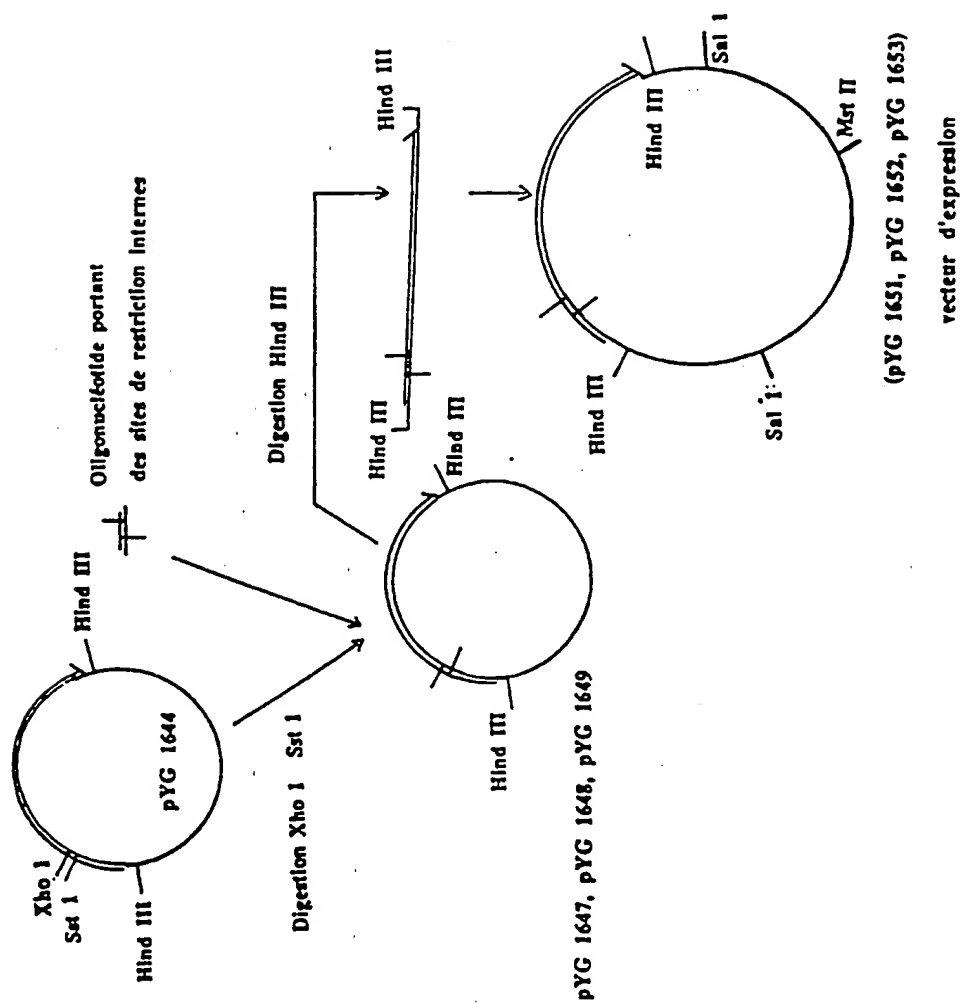 Oligonucléotide portant
des sites de restriction internes
Hind III
Xho 1
Sst 1
pYG 1644
Hind III
Digestion Xho 1 Sst 1
Digestion Hind III
Hind III
Hind III
Hind III
Hind III
pYG 1647, pYG 1648, pYG 1649
Hind III
Sal 1
Hind III
Mst II
Sal 1
(pYG 1651, pYG 1652, pYG 1653)
vecteur d'expression